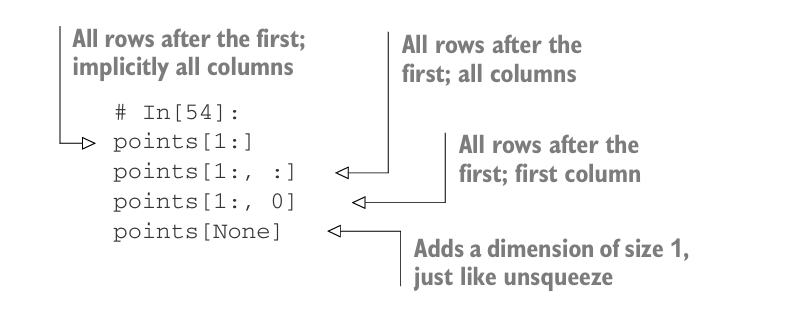 All rows after the first;
implicitly all columns
All rows after the
first; all columns
# In[54]:
points[1:]
points[1:, :]
points[1:, 0]
points[None]
All rows after the
first; first column
Adds a dimension of size 1,
just like unsqueeze